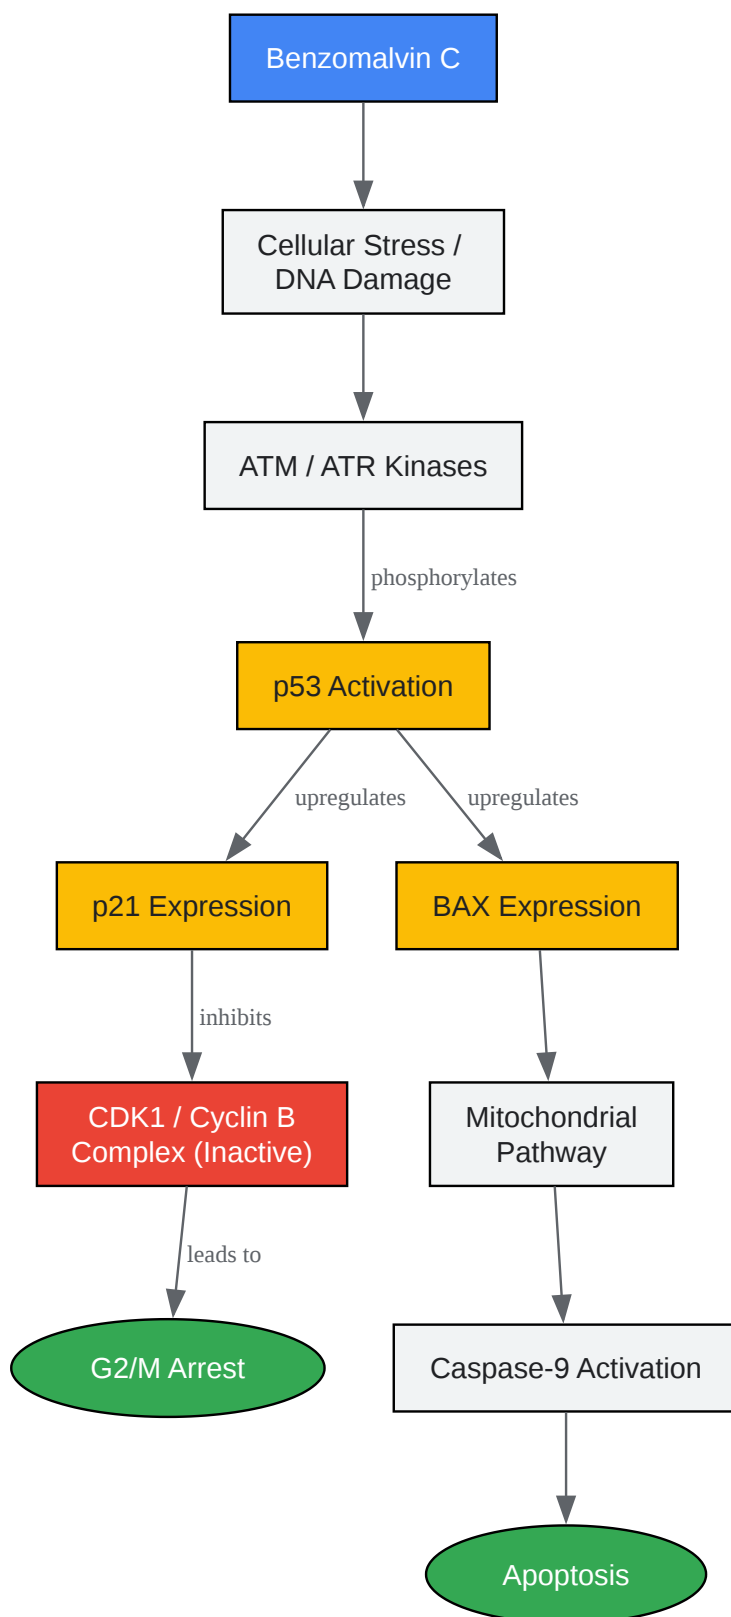 Benzomalvin C
Cellular Stress /
DNA Damage
ATM / ATR Kinases
phosphorylates
p53 Activation
upregulates
upregulates
p21 Expression
BAX Expression
inhibits
CDK1 / Cyclin B
Complex (Inactive)
Mitochondrial
Pathway
leads to
G2/M Arrest
Caspase-9 Activation
Apoptosis